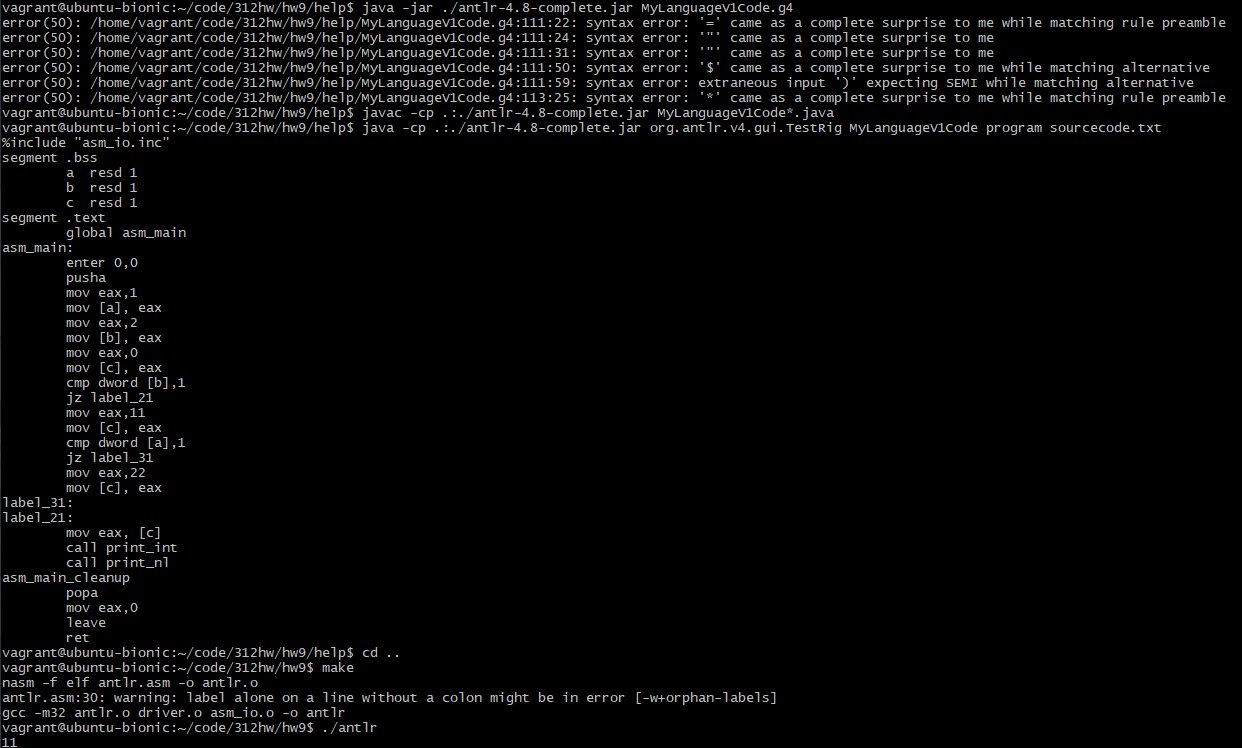 vagrant@ubuntu-bionic:~/code/312hw/hw9/help$ java -jar ./antlr-4.8-complete.jar MyLanguageV1Code.g4
error(50): /home/vagrant/code/312hw/hw9/help/MyLanguageV1Code.g4:111:22: syntax error: '=' came as a complete surprise to me while matching rule preamble
error(50): /home/vagrant/code/312hw/hw9/help/MyLanguageV1Code.g4:111:24: syntax error: '"' came as a complete surprise to me
error(50): /home/vagrant/code/312hw/hw9/help/MyLanguageV1Code.g4:111:31: syntax error: '"' came as a complete surprise to me
error(50): /home/vagrant/code/312hw/hw9/help/MyLanguageV1Code.g4:111:50: syntax error: '$' came as a complete surprise to me while matching alternative
error(50): /home/vagrant/code/312hw/hw9/help/MyLanguageV1Code.g4:111:59: syntax error: extraneous input ')' expecting SEMI while matching alternative
error(50): /home/vagrant/code/312hw/hw9/help/MyLanguageV1Code.g4:113:25: syntax error: '*' came as a complete surprise to me while matching rule preamble
vagrant@ubuntu-bionic:~/code/312hw/hw9/help$ javac -cp .:./antlr-4.8-complete.jar MyLanguageV1Code*.java
vagrant@ubuntu-bionic:~/code/312hw/hw9/help$ java -cp .:./antlr-4.8-complete.jar org.antlr.v4.gui.TestRig MyLanguageV1Code program sourcecode.txt
%include "asm_io.inc"
segment .bss
        a  resd 1
        b  resd 1
        c  resd 1
segment .text
        global asm_main
asm_main:
        enter 0,0
        pusha
        mov eax,1
        mov [a], eax
        mov eax,2
        mov [b], eax
        mov eax,0
        mov [c], eax
        cmp dword [b],1
        jz label_21
        mov eax,11
        mov [c], eax
        cmp dword [a],1
        jz label_31
        mov eax,22
        mov [c], eax
label_31:
label_21:
        mov eax, [c]
        call print_int
        call print_nl
asm_main_cleanup
        popa
        mov eax,0
        leave
        ret
vagrant@ubuntu-bionic:~/code/312hw/hw9/help$ cd ..
vagrant@ubuntu-bionic:~/code/312hw/hw9$ make
nasm -f elf antlr.asm -o antlr.o
antlr.asm:30: warning: label alone on a line without a colon might be in error [-w+orphan-labels]
gcc -m32 antlr.o driver.o asm_io.o -o antlr
vagrant@ubuntu-bionic:~/code/312hw/hw9$ ./antlr
11